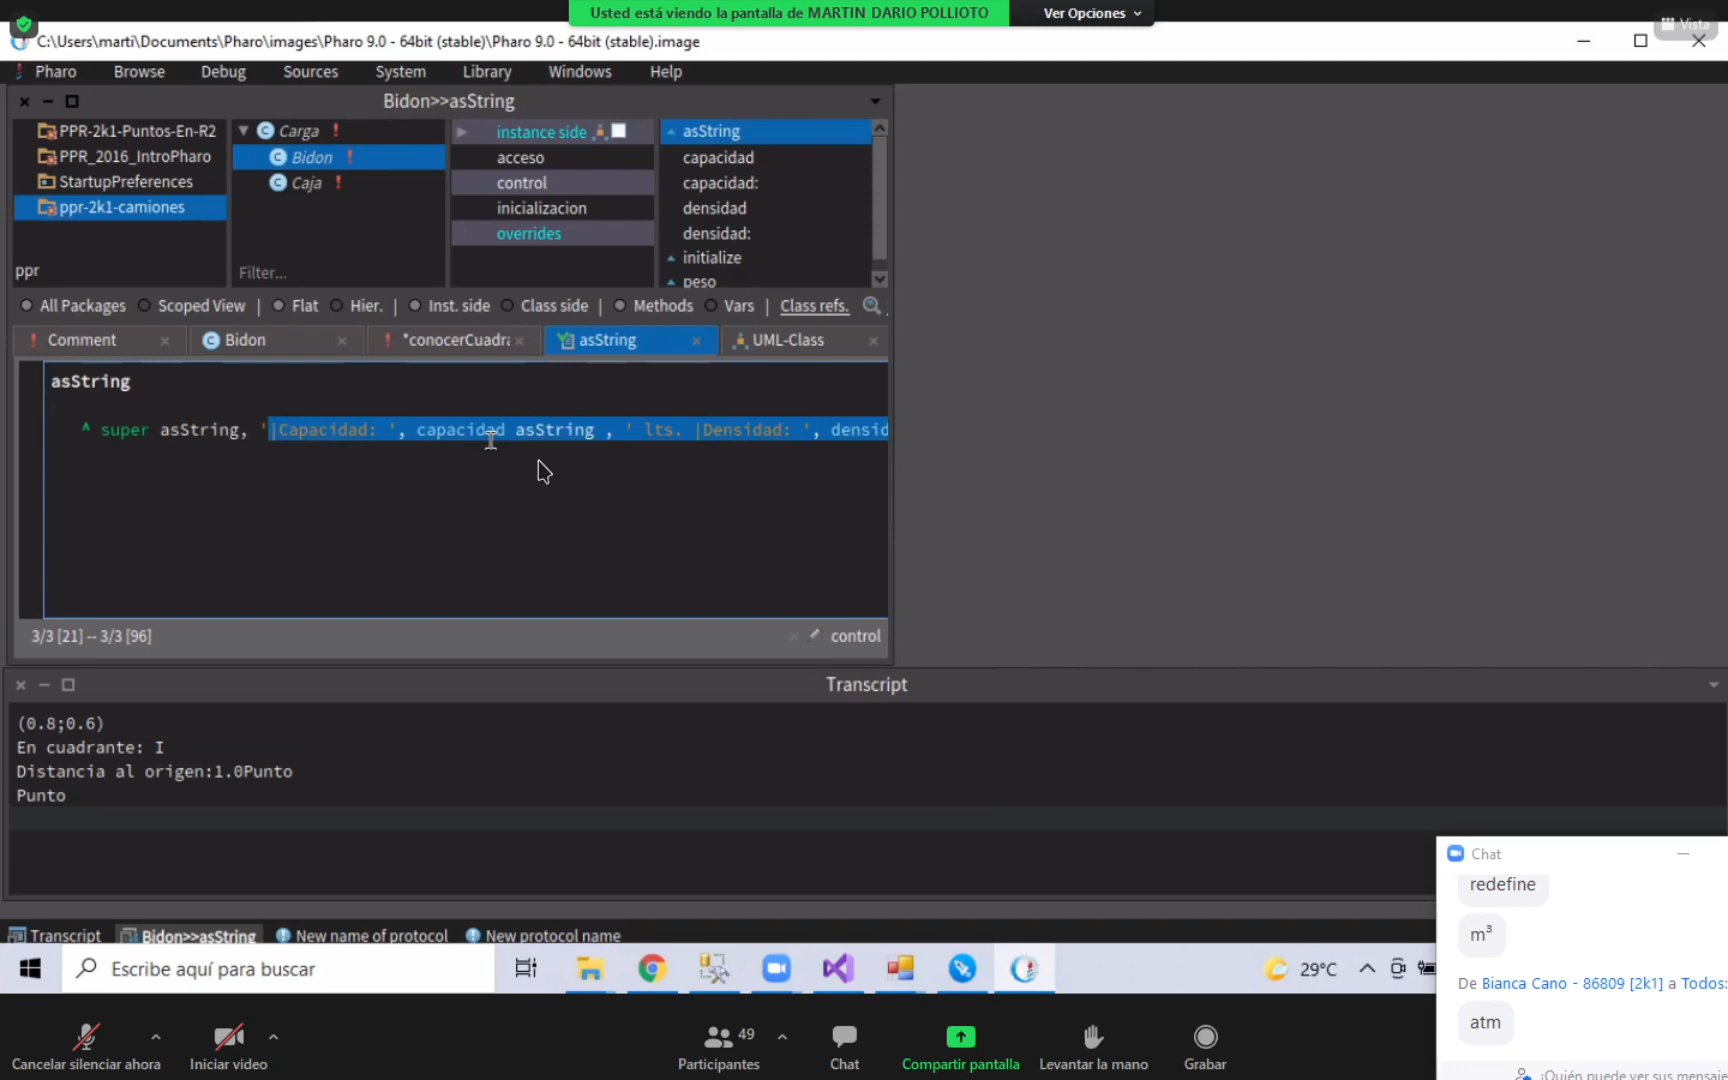 Usted está viendo la pantalla de MARTIN DARIO POLLIOTO
Ver Opciones
Vista
C:\Users\marti\Documents\Pharo\images\Pharo 9.0 - 64bit (stable)\Pharo 9.0 - 64bit (stable).image
Pharo Browse Debug Sources System Library Windows Help
Bidon>>asString
PPR-2k1-Puntos-En-R2
PPR_2016_IntroPharo
StartupPreferences
ppr-2k1-camiones
ppr
Carga
Bidon
Caja
Filter...
instance side
acceso
control
inicializacion
overrides
asString
capacidad
capacidad:
densidad
densidad:
initialize
peso
All Packages Scoped View | Flat Hier. | Inst. side Class side | Methods Vars | Class refs.
Comment Bidon *conocerCuadra asString UML-Class
asString
^ super asString, '|Capacidad: ', capacidad asString , ' lts. |Densidad: ', densid
3/3 [21] -- 3/3 [96]
control
Transcript
(0.8;0.6)
En cuadrante: I
Distancia al origen:1.0Punto
Punto
Transcript Bidon>>asString New name of protocol New protocol name
Escribe aquí para buscar
29°C
Chat
redefine
m³
De Bianca Cano - 86809 [2k1] a Todos:
atm
¿Quién puede ver sus mensaje
Cancelar silenciar ahora
Iniciar video
49
Participantes
Chat
Compartir pantalla
Levantar la mano
Grabar